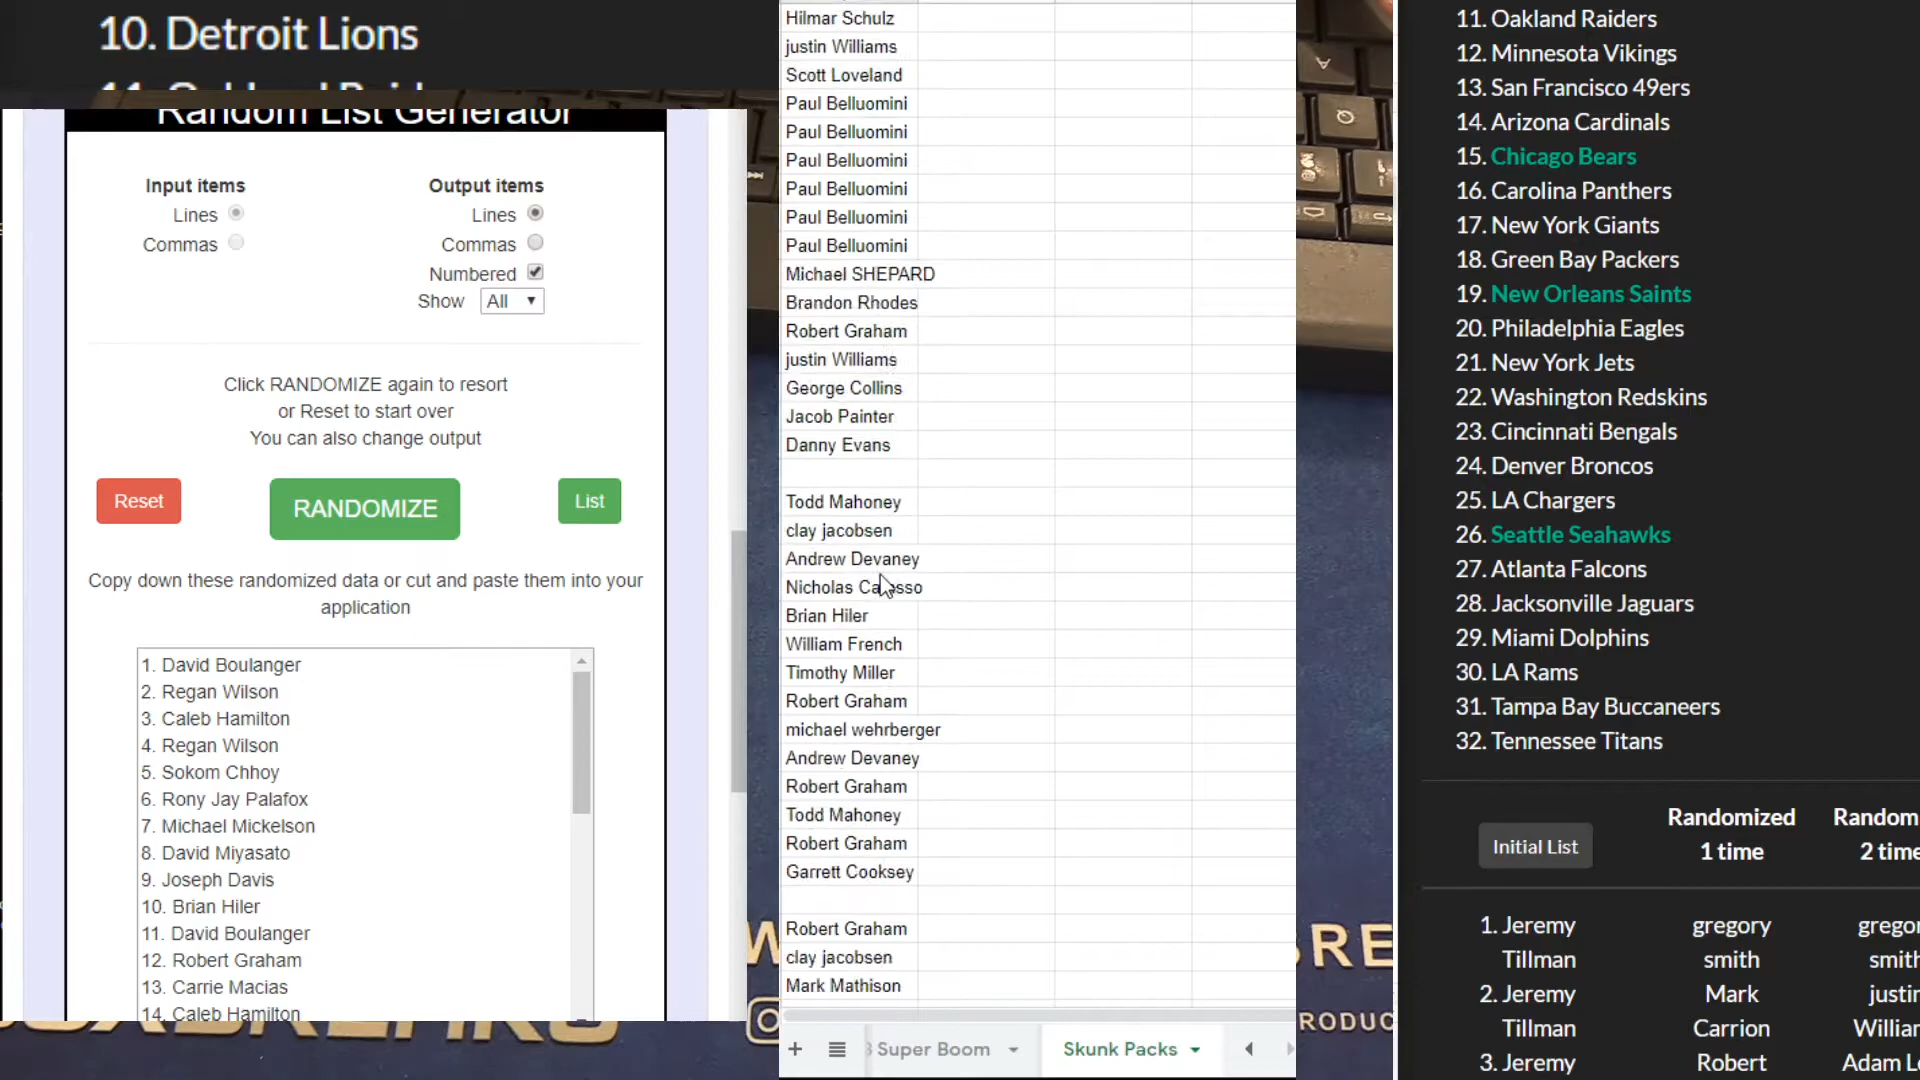 10. Detroit Lions
Random List Generator
Input items
Lines
Commas
Output items
Lines
Commas
Numbered
Show All
Click RANDOMIZE again to resort
or Reset to start over
You can also change output
Reset
RANDOMIZE
List
Copy down these randomized data or cut and paste them into your
application
1. David Boulanger
2. Regan Wilson
3. Caleb Hamilton
4. Regan Wilson
5. Sokom Chhoy
6. Rony Jay Palafox
7. Michael Mickelson
8. David Miyasato
9. Joseph Davis
10. Brian Hiler
11. David Boulanger
12. Robert Graham
13. Carrie Macias
14. Caleb Hamilton
Hilmar Schulz
justin Williams
Scott Loveland
Paul Belluomini
Paul Belluomini
Paul Belluomini
Paul Belluomini
Paul Belluomini
Paul Belluomini
Michael SHEPARD
Brandon Rhodes
Robert Graham
justin Williams
George Collins
Jacob Painter
Danny Evans
Todd Mahoney
clay jacobsen
Andrew Devaney
Nicholas
Brian Hiler
William French
Timothy Miller
Robert Graham
michael wehrberger
Andrew Devaney
Robert Graham
Todd Mahoney
Robert Graham
Garrett Cooksey
Robert Graham
clay jacobsen
Mark Mathison
Super Boom
Skunk Packs
11. Oakland Raiders
12. Minnesota Vikings
13. San Francisco 49ers
14. Arizona Cardinals
15. Chicago Bears
16. Carolina Panthers
17. New York Giants
18. Green Bay Packers
19. New Orleans Saints
20. Philadelphia Eagles
21. New York Jets
22. Washington Redskins
23. Cincinnati Bengals
24. Denver Broncos
25. LA Chargers
26. Seattle Seahawks
27. Atlanta Falcons
28. Jacksonville Jaguars
29. Miami Dolphins
30. LA Rams
31. Tampa Bay Buccaneers
32. Tennessee Titans
Initial List
Randomized
1 time
Random
2 time
1. Jeremy
Tillman
gregory
smith
gregor
smith
2. Jeremy
Tillman
Mark
Carrion
justin
Willian
3. Jeremy
Robert
Adam L